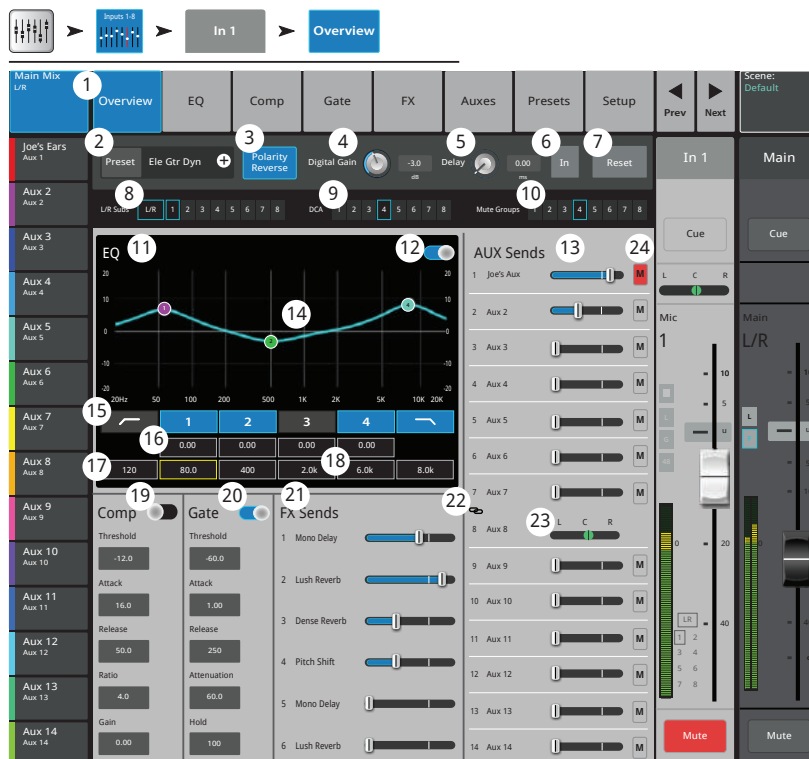 Inputs 1-8
In 1
Overview
Main Mix
L/R
1
Overview
EQ
Comp
Gate
FX
Auxes
Presets
Setup
Prev
Next
Scene:
Default
Joe's Ears
Aux 1
Aux 2
Aux 2
Aux 3
Aux 3
Aux 4
Aux 4
Aux 5
Aux 5
Aux 6
Aux 6
Aux 7
Aux 7
Aux 8
Aux 8
Aux 9
Aux 9
Aux 10
Aux 10
Aux 11
Aux 11
Aux 12
Aux 12
Aux 13
Aux 13
Aux 14
Aux 14
2 3 4 5 6 7
Preset Ele Gtr Dyn
Polarity
Reverse
Digital Gain -3.0
dB
Delay 0.00
ms
In
Reset
8 9 10
L/R Subs L/R 1 2 3 4 5 6 7 8
DCA 1 2 3 4 5 6 7 8
Mute Groups 1 2 3 4 5 6 7 8
EQ 11 12
20 20
10 10
0 0
-10 -10
-20 -20
1 2 4
14
20Hz 50 100 200 500 1K 2K 5K 10K 20K
15 1 2 3 4
16 0.00 0.00 0.00 0.00
17 18
120 80.0 400 2.0k 6.0k 8.0k
Comp 19
Threshold
-12.0
Attack
16.0
Release
50.0
Ratio
4.0
Gain
0.00
Gate 20
Threshold
-60.0
Attack
1.00
Release
250
Attenuation
60.0
Hold
100
21
FX Sends
1 Mono Delay
2 Lush Reverb
3 Dense Reverb
4 Pitch Shift
5 Mono Delay
6 Lush Reverb
AUX Sends 13 24
1 Joe's Aux M
2 Aux 2 M
3 Aux 3 M
4 Aux 4 M
5 Aux 5 M
6 Aux 6 M
7 Aux 7 M
22
8 Aux 8 23 L C R
9 Aux 9 M
10 Aux 10 M
11 Aux 11 M
12 Aux 12 M
13 Aux 13 M
14 Aux 14 M
In 1
Cue
L C R
Mic
1
10
5
U
48
0
20
40
LR
1 2
3 4
5 6
7 8
Mute
Main
Cue
Main
L/R
L
0
Mute